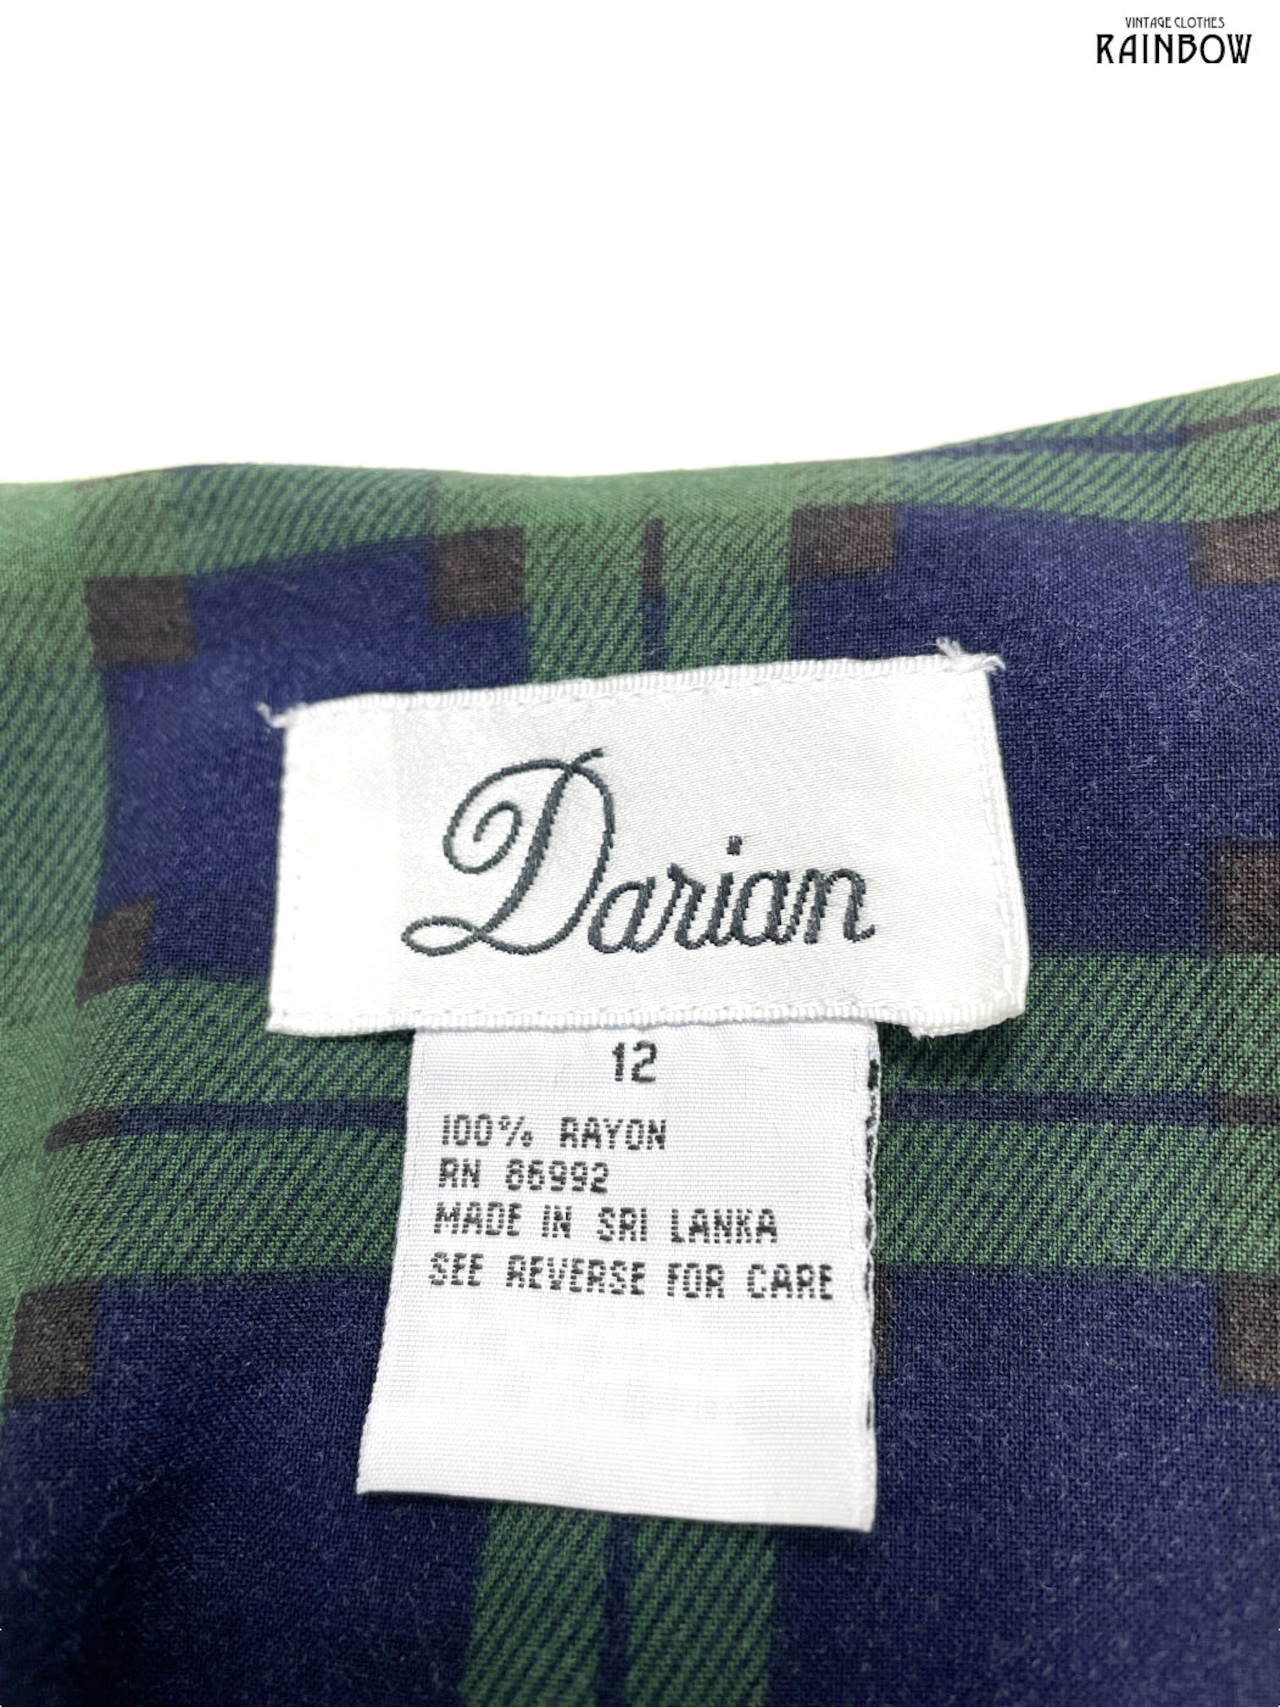 VINTAGE CLOTHES
RAINBOW
Darian
12
100% RAYON
RN 86992
MADE IN SRI LANKA
SEE REVERSE FOR CARE